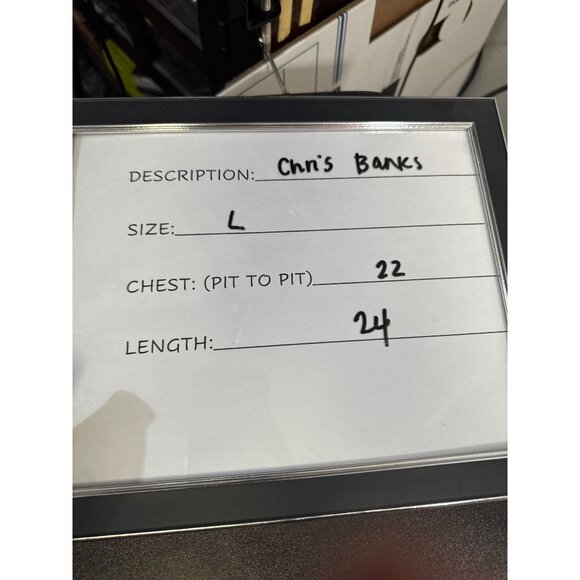 DESCRIPTION: Chris Banks
SIZE: L
CHEST: (PIT TO PIT) 22
LENGTH: 24